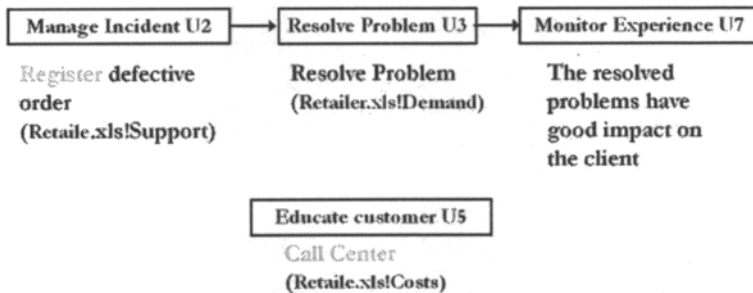 Manage Incident U2
Resolve Problem U3
Monitor Experience U7
Register defective
order
(Retaile.xls!Support)
Resolve Problem
(Retailer.xls!Demand)
The resolved
problems have
good impact on
the client
Educate customer U5
Call Center
(Retaile.xls!Costs)